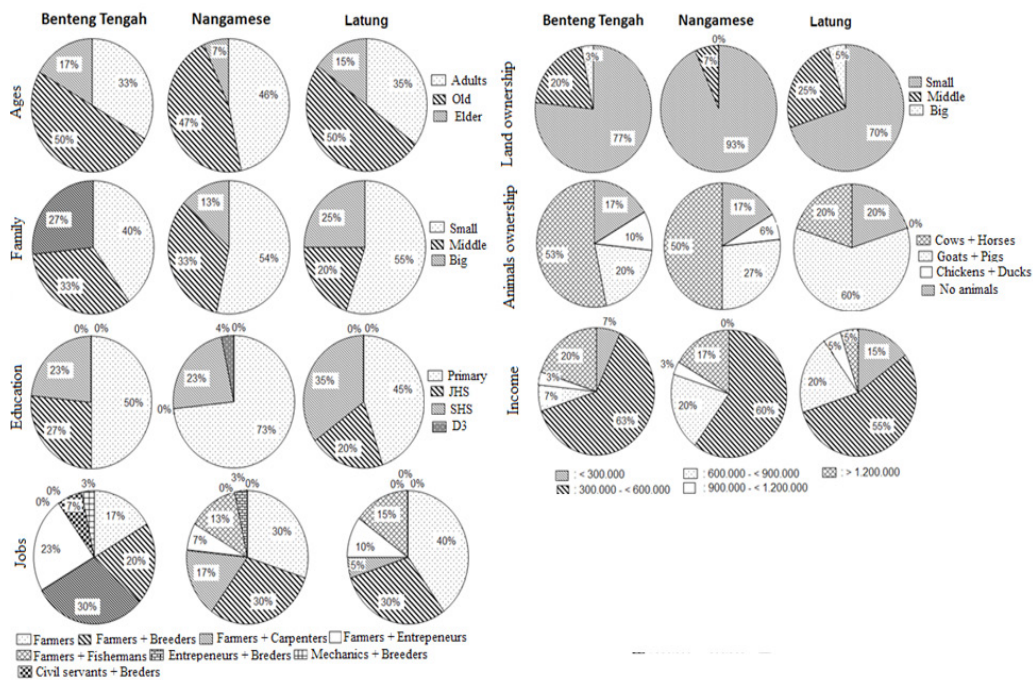 Benteng Tengah Nangamese Latung
Ages
17% 33% 50%
7% 46% 47%
15% 35% 50%
Adults
Old
Elder
Family
27% 40% 33%
13% 33% 54%
25% 20% 55%
Small
Middle
Big
Education
0% 0% 23% 50% 27%
4% 0% 23% 0% 73%
0% 0% 35% 45% 20%
Primary
JHS
SHS
D3
Jobs
0% 0% 7% 3% 17% 23% 20% 30%
0% 3% 0% 13% 30% 7% 17% 30%
0% 0% 0% 15% 40% 10% 5% 30%
Farmers Farmers + Breeders Farmers + Carpenters Farmers + Entrepeneurs
Farmers + Fishermans Entrepeneurs + Breders Mechanics + Breeders
Civil servants + Breders
Benteng Tengah Nangamese Latung
Land ownership
3% 20% 77%
0% 7% 93%
5% 25% 70%
Small
Middle
Big
Animals ownership
17% 10% 53% 20%
17% 6% 50% 27%
20% 20% 0% 60%
Cows + Horses
Goats + Pigs
Chickens + Ducks
No animals
Income
7% 20% 3% 7% 63%
0% 17% 3% 20% 60%
5% 5% 15% 20% 55%
: < 300.000 : 600.000 - < 900.000 : > 1.200.000
: 300.000 - < 600.000 : 900.000 - < 1.200.000